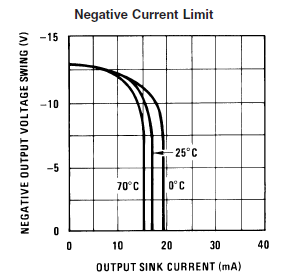 Negative Current Limit
NEGATIVE OUTPUT VOLTAGE SWING (V)
-15
-10
-5
0
25°C
70°C
0°C
0 10 20 30 40
OUTPUT SINK CURRENT (mA)